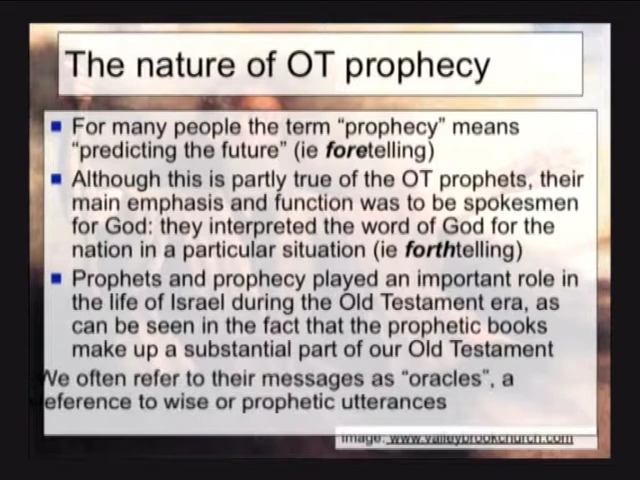 The nature of OT prophecy
For many people the term “prophecy” means
“predicting the future” (ie foretelling)
Although this is partly true of the OT prophets, their
main emphasis and function was to be spokesmen
for God: they interpreted the word of God for the
nation in a particular situation (ie forthtelling)
Prophets and prophecy played an important role in
the life of Israel during the Old Testament era, as
can be seen in the fact that the prophetic books
make up a substantial part of our Old Testament
We often refer to their messages as “oracles”, a
eference to wise or prophetic utterances
Image: www.valleybrookchurch.com